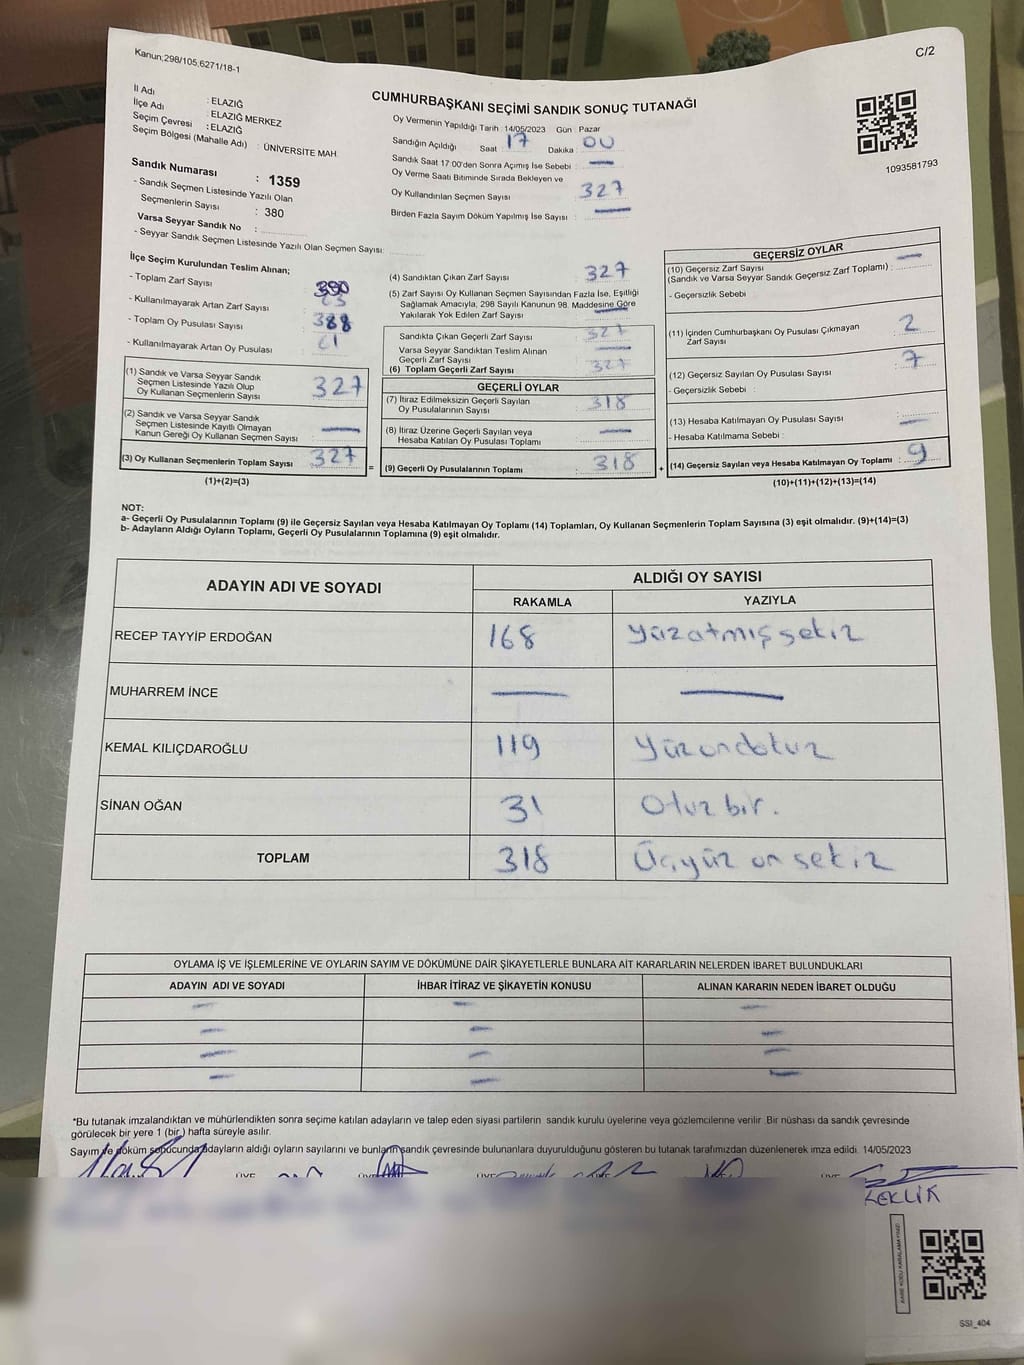 Kanun;298/105,6271/18-1
C/2
CUMHURBAŞKANI SEÇİMİ SANDIK SONUÇ TUTANAĞI
İl Adı : ELAZIĞ
İlçe Adı : ELAZIĞ MERKEZ
Seçim Çevresi : ELAZIĞ
Seçim Bölgesi (Mahalle Adı) : ÜNİVERSİTE MAH.
Sandık Numarası : 1359
- Sandık Seçmen Listesinde Yazılı Olan
Seçmenlerin Sayısı : 380
Varsa Seyyar Sandık No :
- Seyyar Sandık Seçmen Listesinde Yazılı Olan Seçmen Sayısı:
Oy Vermenin Yapıldığı Tarih : 14/05/2023 Gün : Pazar
Sandığın Açıldığı Saat : 17 Dakika : 00
Sandık Saat 17:00'den Sonra Açılmış İse Sebebi : —
Oy Verme Saati Bitiminde Sırada Bekleyen ve
Oy Kullandırılan Seçmen Sayısı : 327
Birden Fazla Sayım Döküm Yapılmış İse Sayısı : —
1093581793
İlçe Seçim Kurulundan Teslim Alınan;
- Toplam Zarf Sayısı :
- Kullanılmayarak Artan Zarf Sayısı :
- Toplam Oy Pusulası Sayısı : 388
- Kullanılmayarak Artan Oy Pusulası : 61
(1) Sandık ve Varsa Seyyar Sandık
Seçmen Listesinde Yazılı Olup
Oy Kullanan Seçmenlerin Sayısı : 327
(2) Sandık ve Varsa Seyyar Sandık
Seçmen Listesinde Kayıtlı Olmayan
Kanun Gereği Oy Kullanan Seçmen Sayısı : —
(3) Oy Kullanan Seçmenlerin Toplam Sayısı : 327
(1)+(2)=(3)
=
(4) Sandıktan Çıkan Zarf Sayısı : 327
(5) Zarf Sayısı Oy Kullanan Seçmen Sayısından Fazla İse, Eşitliği
Sağlamak Amacıyla, 298 Sayılı Kanunun 98. Maddesine Göre
Yakılarak Yok Edilen Zarf Sayısı : —
Sandıkta Çıkan Geçerli Zarf Sayısı : 327
Varsa Seyyar Sandıktan Teslim Alınan
Geçerli Zarf Sayısı : —
(6) Toplam Geçerli Zarf Sayısı : 327
GEÇERLİ OYLAR
(7) İtiraz Edilmeksizin Geçerli Sayılan
Oy Pusulalarının Sayısı : 318
(8) İtiraz Üzerine Geçerli Sayılan veya
Hesaba Katılan Oy Pusulası Toplamı : —
(9) Geçerli Oy Pusulalarının Toplamı : 318
+
GEÇERSİZ OYLAR
(10) Geçersiz Zarf Sayısı : —
(Sandık ve Varsa Seyyar Sandık Geçersiz Zarf Toplamı) :
- Geçersizlik Sebebi :
(11) İçinden Cumhurbaşkanı Oy Pusulası Çıkmayan
Zarf Sayısı : 2
(12) Geçersiz Sayılan Oy Pusulası Sayısı : 7
- Geçersizlik Sebebi :
(13) Hesaba Katılmayan Oy Pusulası Sayısı : —
- Hesaba Katılmama Sebebi :
(14) Geçersiz Sayılan veya Hesaba Katılmayan Oy Toplamı : 9
(10)+(11)+(12)+(13)=(14)
NOT:
a- Geçerli Oy Pusulalarının Toplamı (9) ile Geçersiz Sayılan veya Hesaba Katılmayan Oy Toplamı (14) Toplamları, Oy Kullanan Seçmenlerin Toplam Sayısına (3) eşit olmalıdır. (9)+(14)=(3)
b- Adayların Aldığı Oyların Toplamı, Geçerli Oy Pusulalarının Toplamına (9) eşit olmalıdır.
ADAYIN ADI VE SOYADI ALDIĞI OY SAYISI
RAKAMLA YAZIYLA
RECEP TAYYİP ERDOĞAN 168 Yüzatmışsekiz
MUHARREM İNCE — —
KEMAL KILIÇDAROĞLU 119 Yüzondokuz
SİNAN OĞAN 31 Otuz bir.
TOPLAM 318 Üçyüz on sekiz
OYLAMA İŞ VE İŞLEMLERİNE VE OYLARIN SAYIM VE DÖKÜMÜNE DAİR ŞİKAYETLERLE BUNLARA AİT KARARLARIN NELERDEN İBARET BULUNDUKLARI
ADAYIN ADI VE SOYADI İHBAR İTİRAZ VE ŞİKAYETİN KONUSU ALINAN KARARIN NEDEN İBARET OLDUĞU
— — —
— — —
— — —
— — —
*Bu tutanak imzalandıktan ve mühürlendikten sonra seçime katılan adayların ve talep eden siyasi partilerin sandık kurulu üyelerine veya gözlemcilerine verilir. Bir nüshası da sandık çevresinde
görülecek bir yere 1 (bir) hafta süreyle asılır.
Sayım ve döküm sonucunda adayların aldığı oyların sayılarını ve bunların sandık çevresinde bulunanlara duyurulduğunu gösteren bu tutanak tarafımızdan düzenlenerek imza edildi. 14/05/2023
ÜYE ÜYE ÜYE ÜYE ÜYE
SSI_404